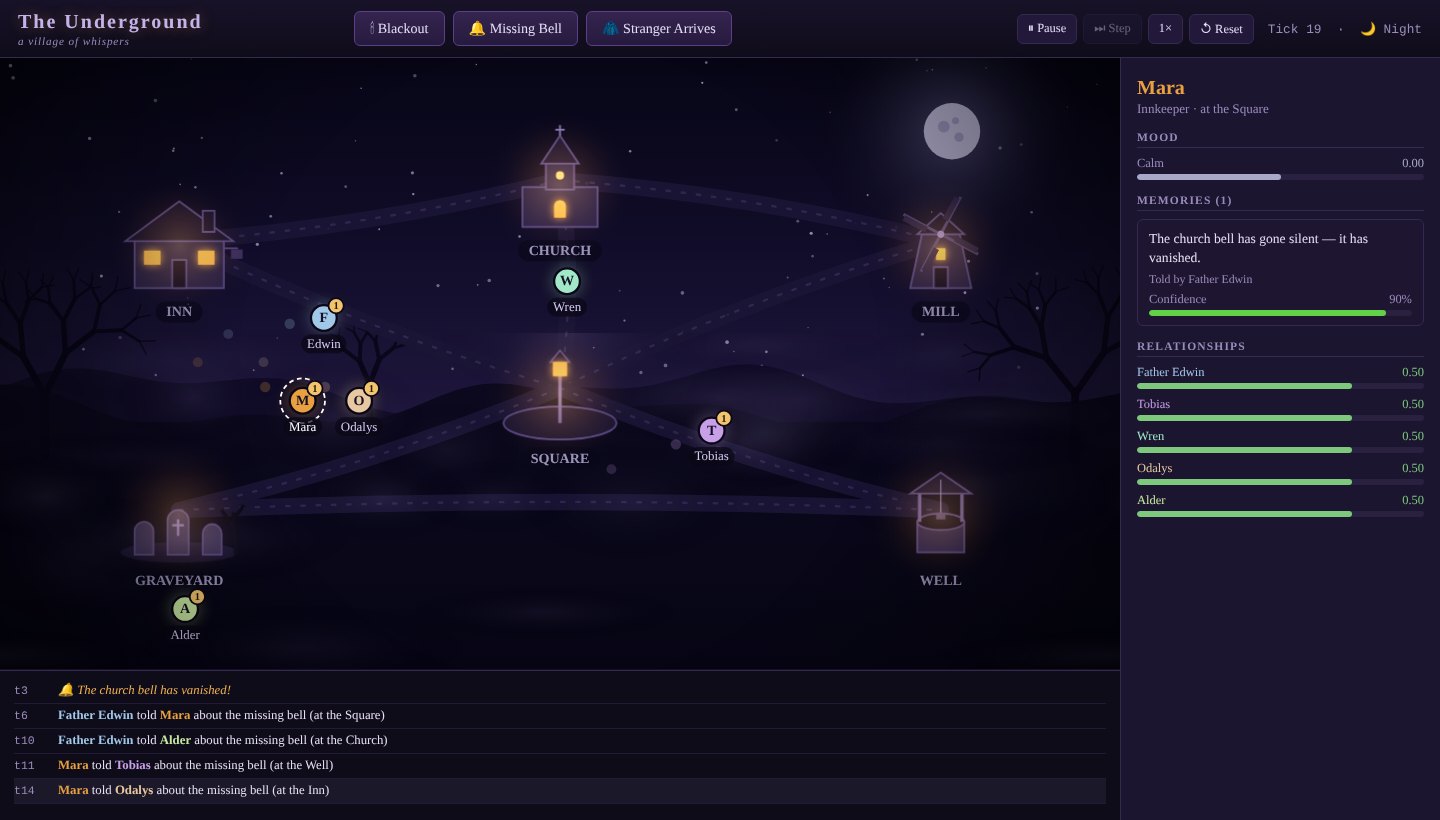 The Underground
a village of whispers
Blackout
Missing Bell
Stranger Arrives
Pause
Step
1×
Reset
Tick 19 · Night
CHURCH
W
Wren
INN
MILL
F 1
Edwin
M 1
Mara
O 1
Odalys
T 1
Tobias
SQUARE
GRAVEYARD
WELL
A 1
Alder
t3 The church bell has vanished!
t6 Father Edwin told Mara about the missing bell (at the Square)
t10 Father Edwin told Alder about the missing bell (at the Church)
t11 Mara told Tobias about the missing bell (at the Well)
t14 Mara told Odalys about the missing bell (at the Inn)
Mara
Innkeeper · at the Square
MOOD
Calm 0.00
MEMORIES (1)
The church bell has gone silent — it has
vanished.
Told by Father Edwin
Confidence 90%
RELATIONSHIPS
Father Edwin 0.50
Tobias 0.50
Wren 0.50
Odalys 0.50
Alder 0.50